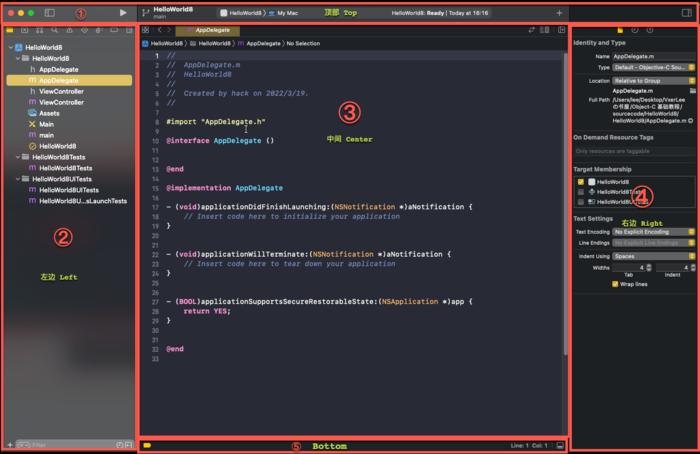 ①
HelloWorld8
main
HelloWorld8 〉 My Mac
顶部 Top
HelloWorld8: Ready | Today at 16:16
HelloWorld8
HelloWorld8
AppDelegate
AppDelegate
ViewController
ViewController
Assets
Main
main
HelloWorld8
HelloWorld8Tests
HelloWorld8Tests
HelloWorld8UITests
HelloWorld8UITests
HelloWorld8U...sLaunchTests
②
左边 Left
Filter
AppDelegate
HelloWorld8 〉 HelloWorld8 〉 AppDelegate 〉 No Selection
1 //
2 //  AppDelegate.m
3 //  HelloWorld8
4 //
5 //  Created by hack on 2022/3/19.
6 //
7
8 #import "AppDelegate.h"
9
10 @interface AppDelegate ()
11
12
13 @end
14
15 @implementation AppDelegate
16
17 - (void)applicationDidFinishLaunching:(NSNotification *)aNotification {
18     // Insert code here to initialize your application
19 }
20
21
22 - (void)applicationWillTerminate:(NSNotification *)aNotification {
23     // Insert code here to tear down your application
24 }
25
26
27 - (BOOL)applicationSupportsSecureRestorableState:(NSApplication *)app {
28     return YES;
29 }
30
31
32 @end
33
③
中间 Center
⑤
Bottom
Line: 1 Col: 1
Identity and Type
Name AppDelegate.m
Type Default - Objective-C Sou...
Location Relative to Group
AppDelegate.m
Full Path /Users/lee/Desktop/VxerLee
の书屋/Object-C 基础教程/
sourcecode/HelloWorld8/
HelloWorld8/AppDelegate.m
On Demand Resource Tags
Only resources are taggable
Target Membership
HelloWorld8
HelloWorld8Tests
HelloWorld8UITests
④
右边 Right
Text Settings
Text Encoding No Explicit Encoding
Line Endings No Explicit Line Endings
Indent Using Spaces
Widths 4 4
Tab Indent
Wrap lines